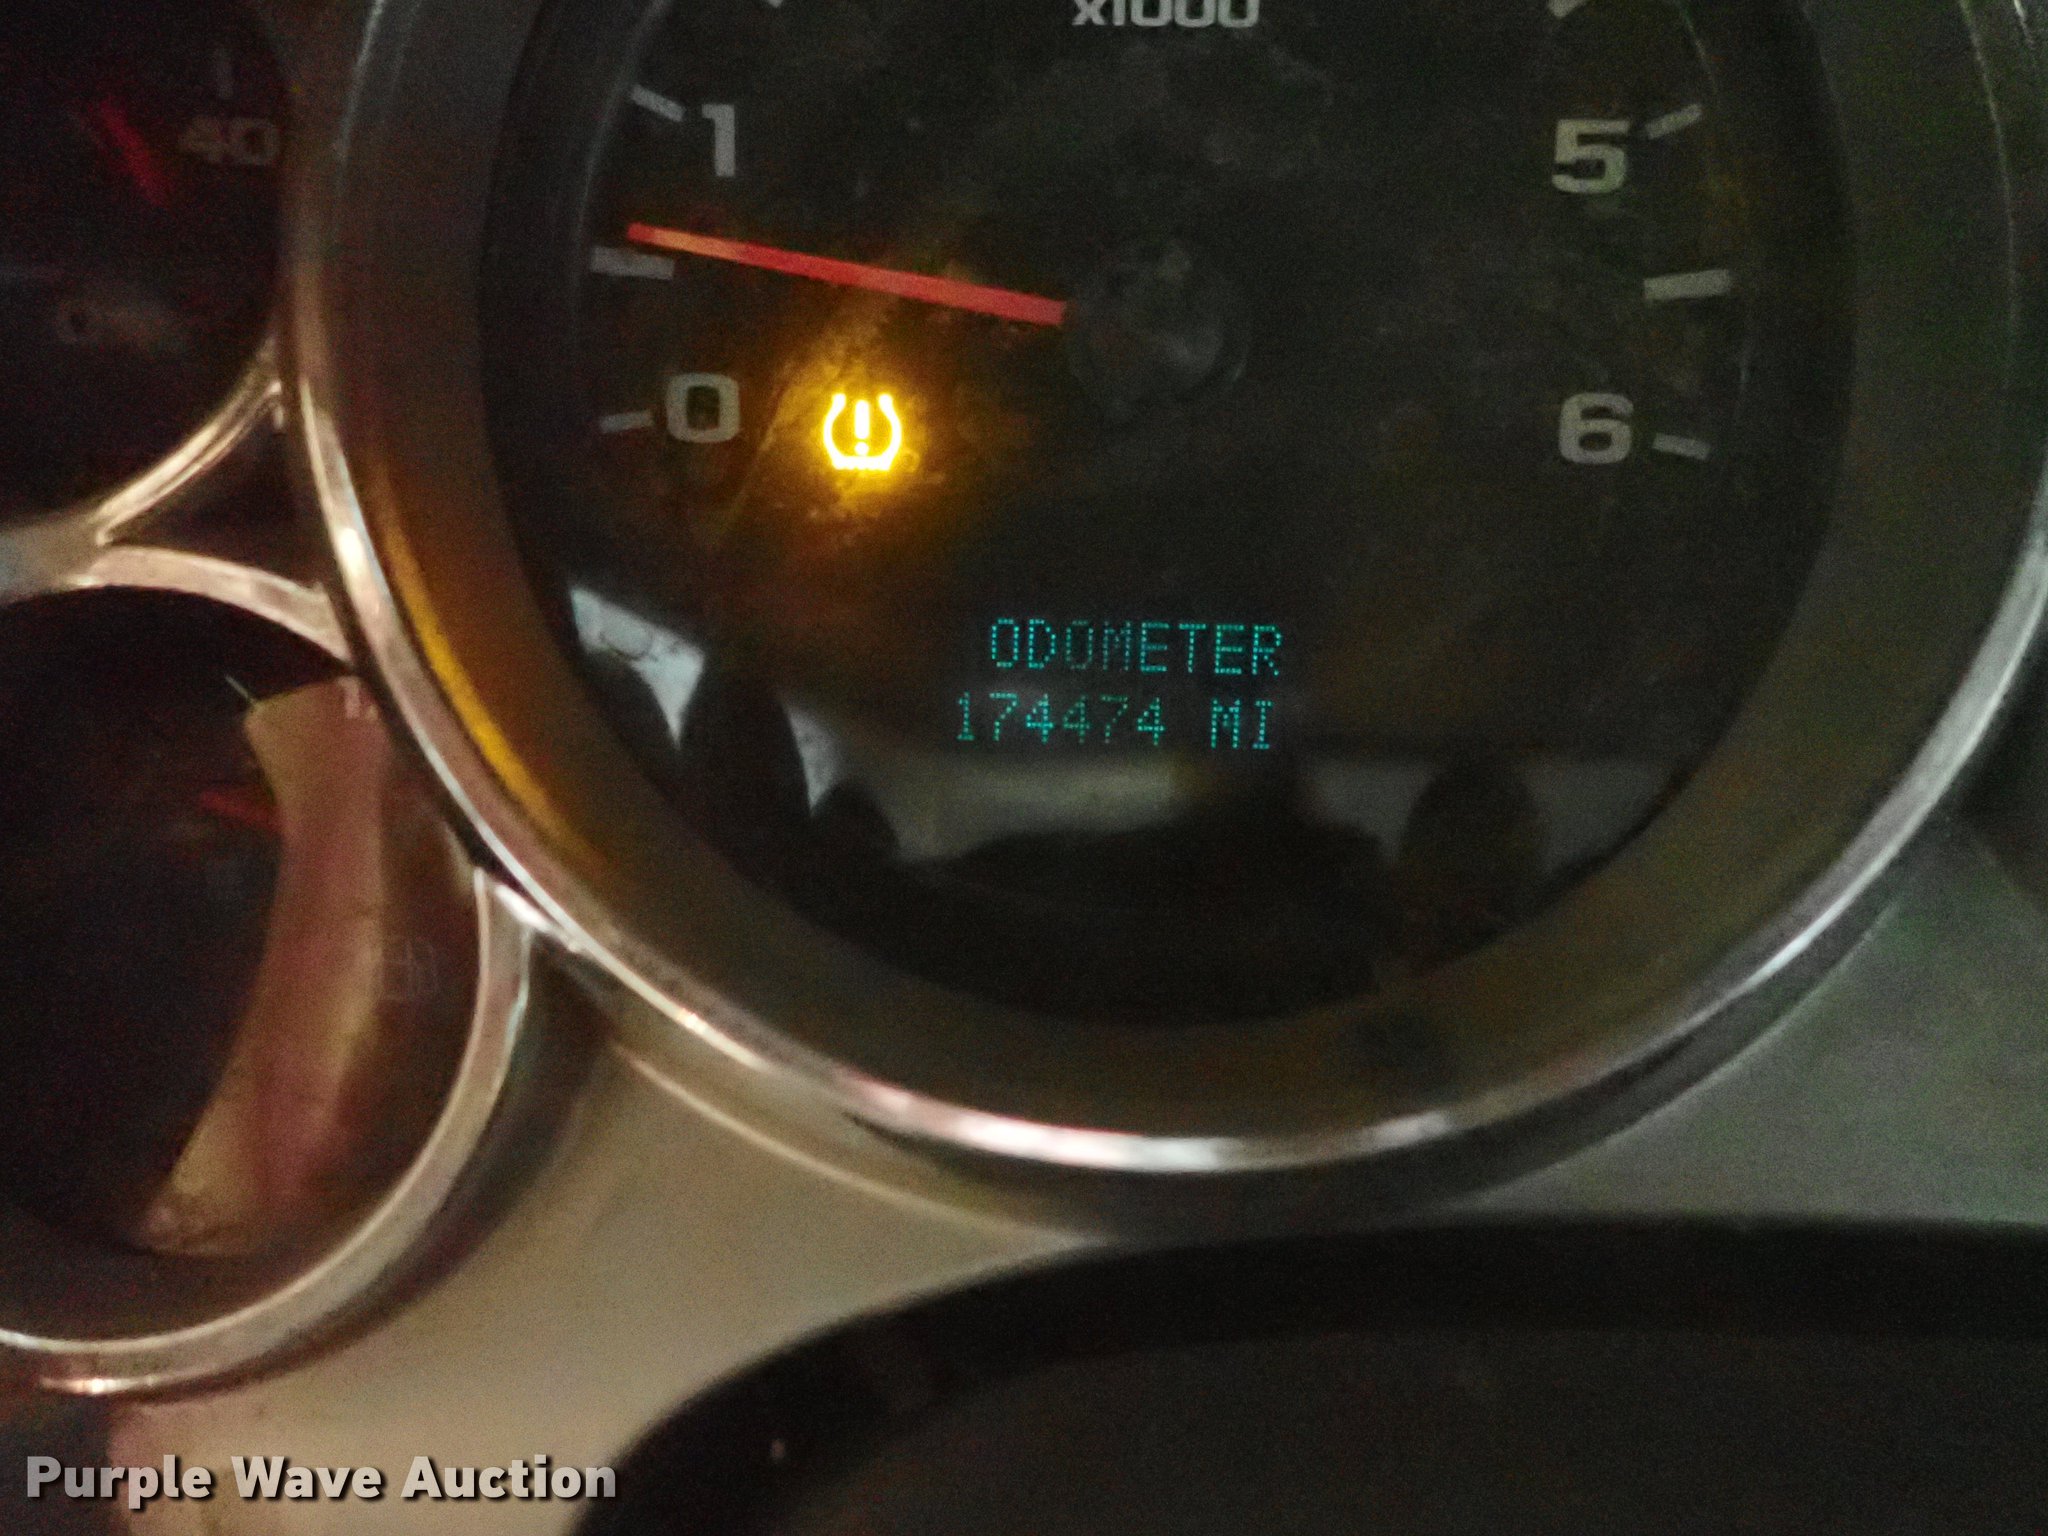 x1000
40
1
5
0
6
ODOMETER
174474 MI
Purple Wave Auction